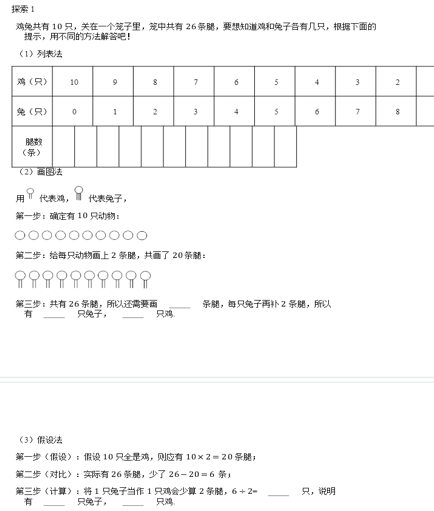 探索 1
鸡兔共有 10 只，关在一个笼子里，笼中共有 26 条腿，要想知道鸡和兔子各有几只，根据下面的
提示，用不同的方法解答吧！
（1）列表法
鸡（只） 10 9 8 7 6 5 4 3 2
兔（只） 0 1 2 3 4 5 6 7 8
腿数
（条）
（2）画图法
用 代表鸡， 代表兔子，
第一步：确定有 10 只动物：
第二步：给每只动物画上 2 条腿，共画了 20 条腿：
第三步：共有 26 条腿，所以还需要画 _____ 条腿，每只兔子再补 2 条腿，所以
有 _____ 只兔子， _____ 只鸡.
（3）假设法
第一步（假设）：假设 10 只全是鸡，则应有 10×2＝20 条腿；
第二步（对比）：实际有 26 条腿，少了 26－20＝6 条；
第三步（计算）：将 1 只兔子当作 1 只鸡会少算 2 条腿，6÷2= _____ 只，说明
有 _____ 只兔子， _____ 只鸡.